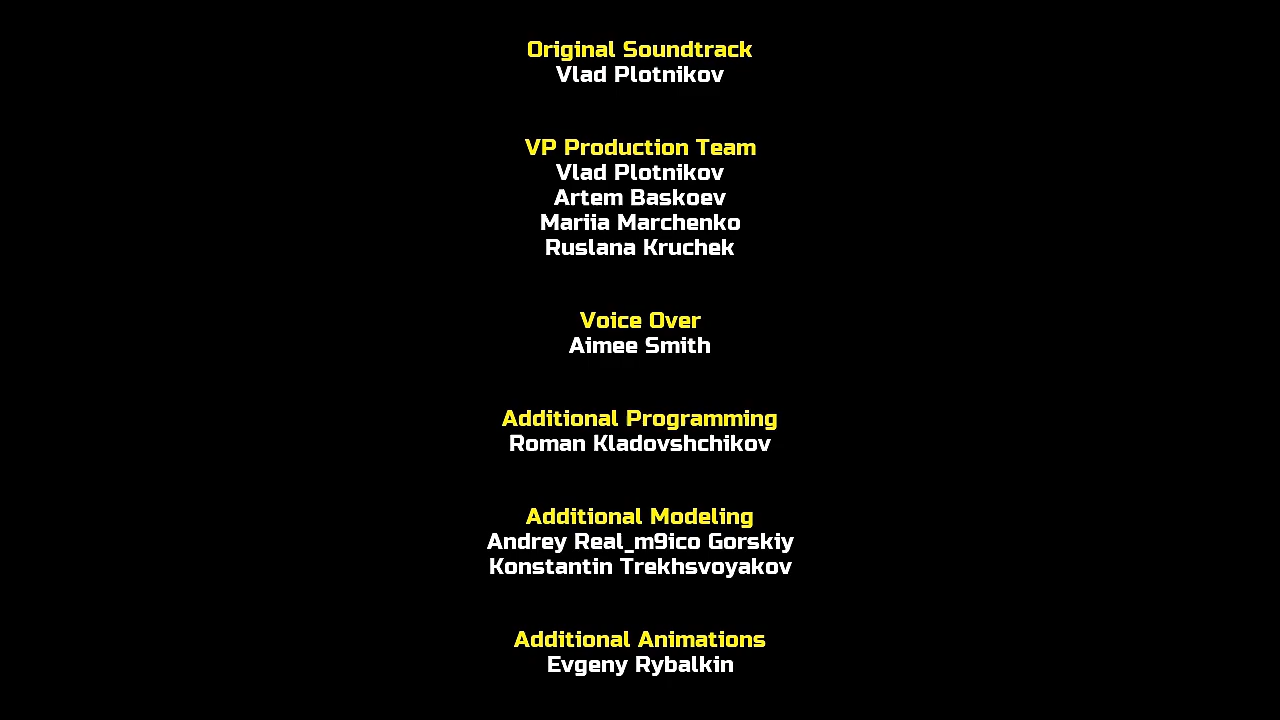 Original Soundtrack
Vlad Plotnikov
VP Production Team
Vlad Plotnikov
Artem Baskoev
Mariia Marchenko
Ruslana Kruchek
Voice Over
Aimee Smith
Additional Programming
Roman Kladovshchikov
Additional Modeling
Andrey Real_m9ico Gorskiy
Konstantin Trekhsvoyakov
Additional Animations
Evgeny Rybalkin